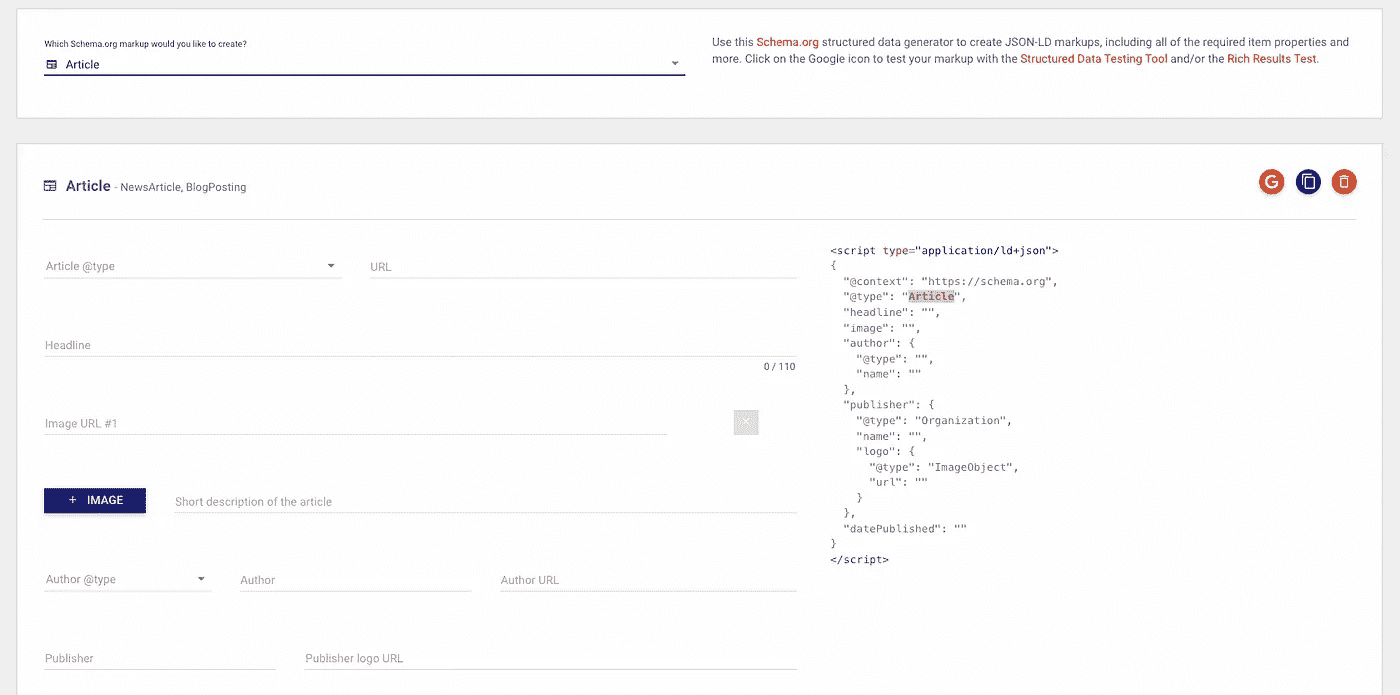 Which Schema.org markup would you like to create?
Article
Use this Schema.org structured data generator to create JSON-LD markups, including all of the required item properties and
more. Click on the Google icon to test your markup with the Structured Data Testing Tool and/or the Rich Results Test.
Article - NewsArticle, BlogPosting
G
Article @type
URL
Headline
0 / 110
Image URL #1
+ IMAGE
Short description of the article
Author @type
Author
Author URL
Publisher
Publisher logo URL
<script type="application/ld+json">
{
"@context": "https://schema.org",
"@type": "Article",
"headline": "",
"image": "",
"author": {
"@type": "",
"name": ""
},
"publisher": {
"@type": "Organization",
"name": "",
"logo": {
"@type": "ImageObject",
"url": ""
}
},
"datePublished": ""
}
</script>